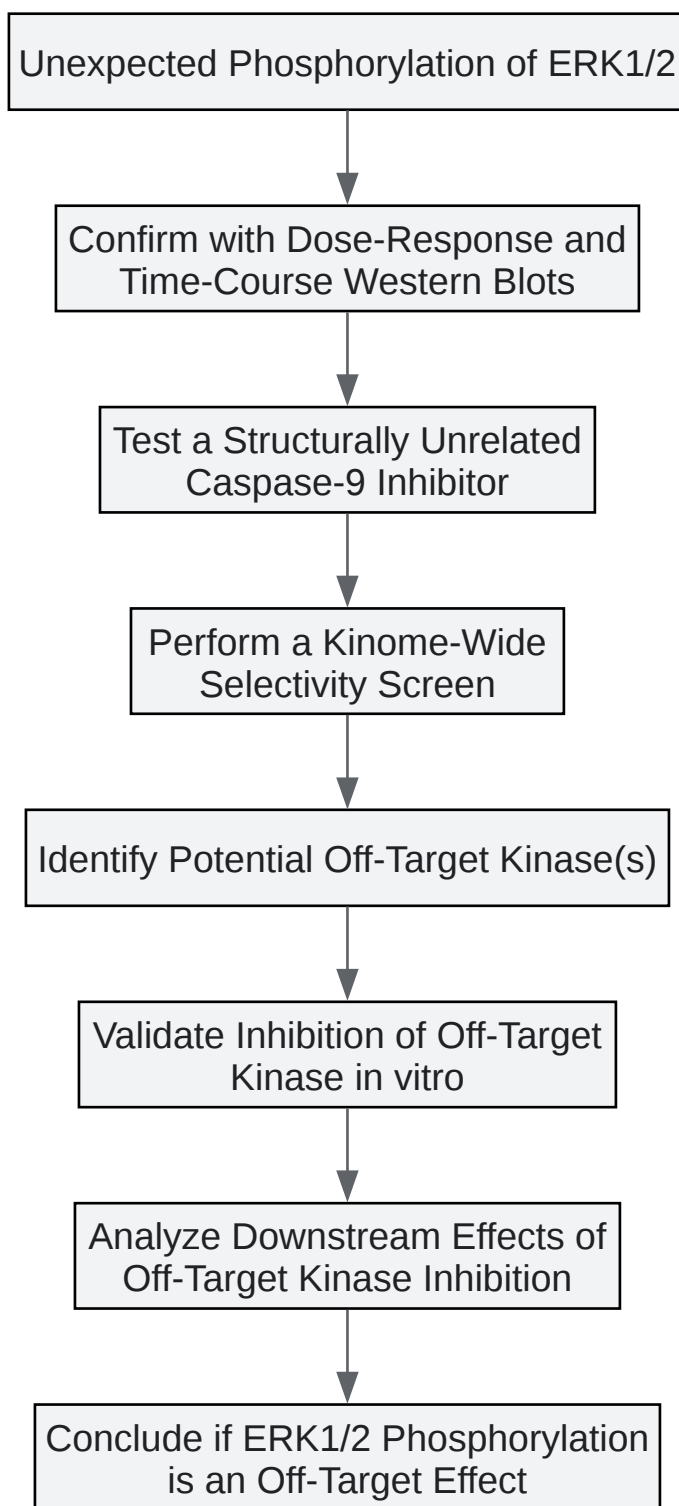 Unexpected Phosphorylation of ERK1/2
Confirm with Dose-Response and
Time-Course Western Blots
Test a Structurally Unrelated
Caspase-9 Inhibitor
Perform a Kinome-Wide
Selectivity Screen
Identify Potential Off-Target Kinase(s)
Validate Inhibition of Off-Target
Kinase in vitro
Analyze Downstream Effects of
Off-Target Kinase Inhibition
Conclude if ERK1/2 Phosphorylation
is an Off-Target Effect